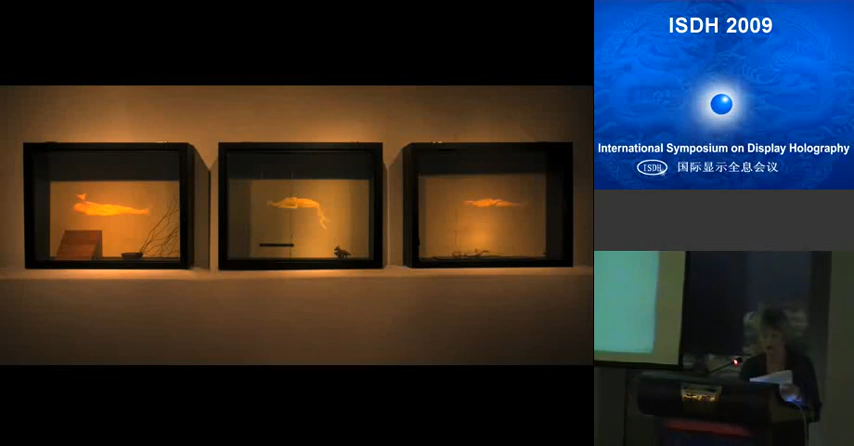 ISDH 2009
International Symposium on Display Holography
ISDH 国际显示全息会议